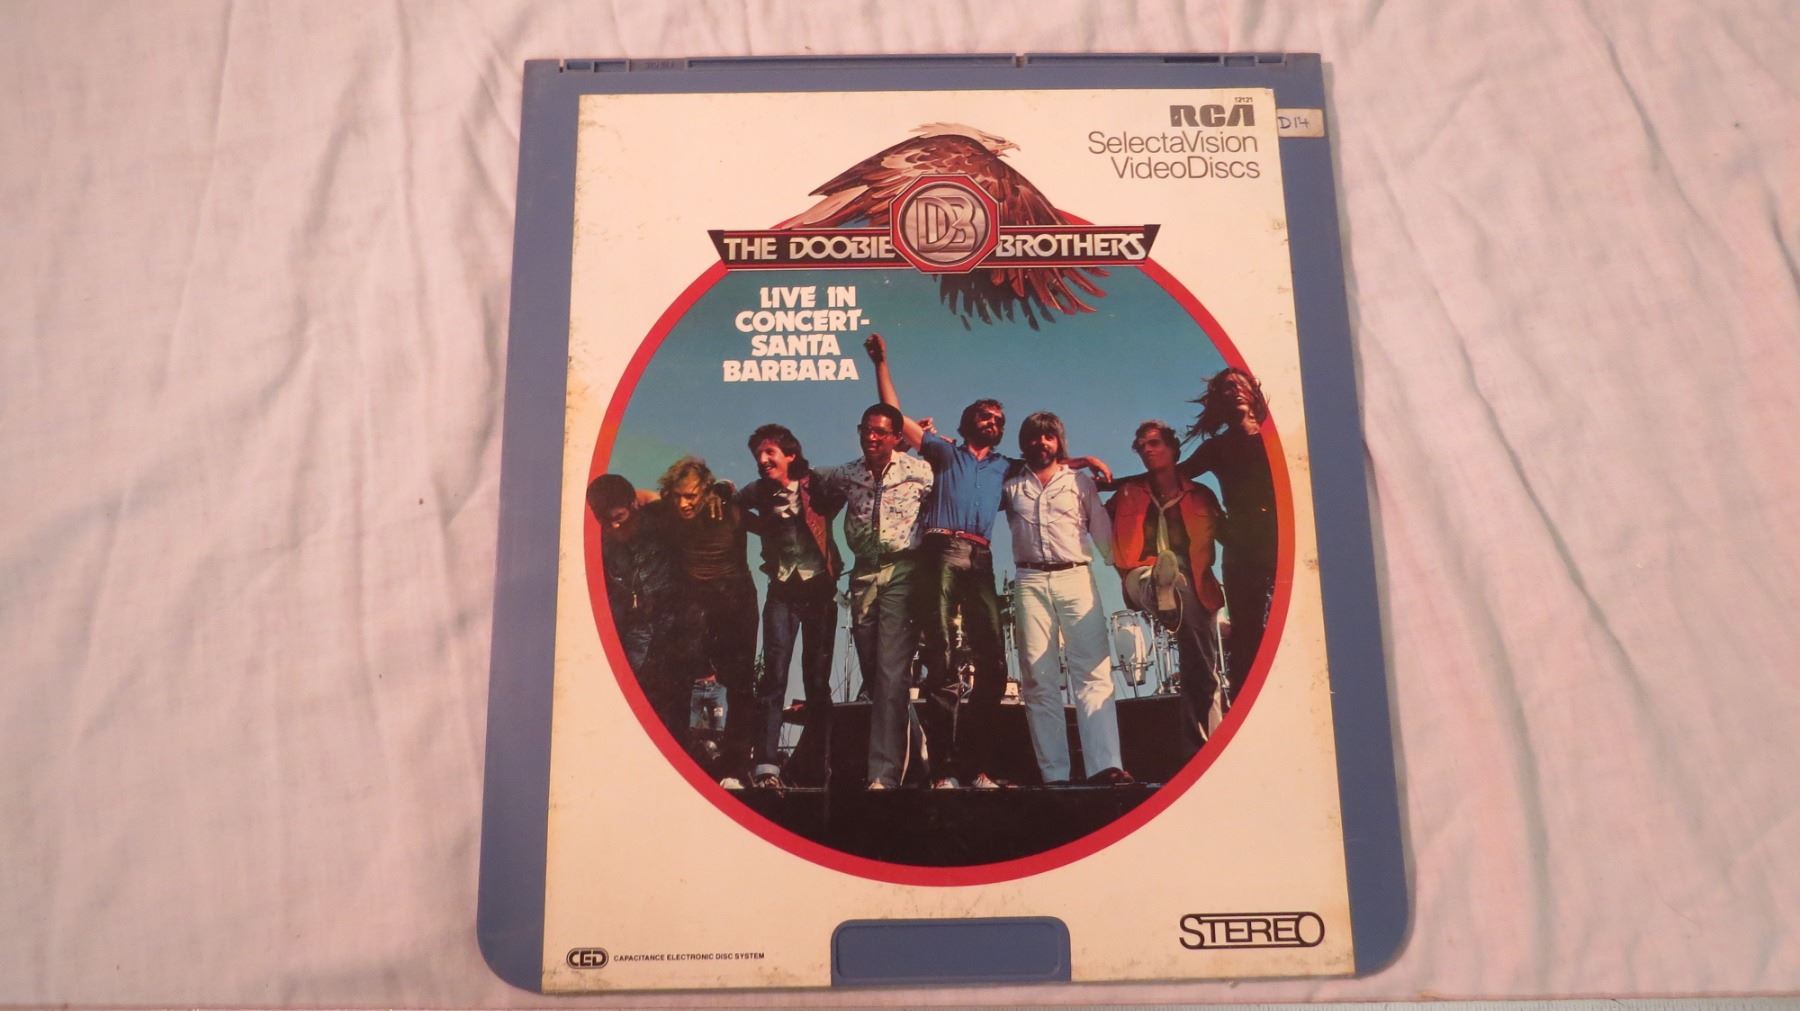 12121
RCA
SelectaVision
VideoDiscs
D14
DB
THE DOOBIE BROTHERS
LIVE IN
CONCERT-
SANTA
BARBARA
STEREO
CED CAPACITANCE ELECTRONIC DISC SYSTEM